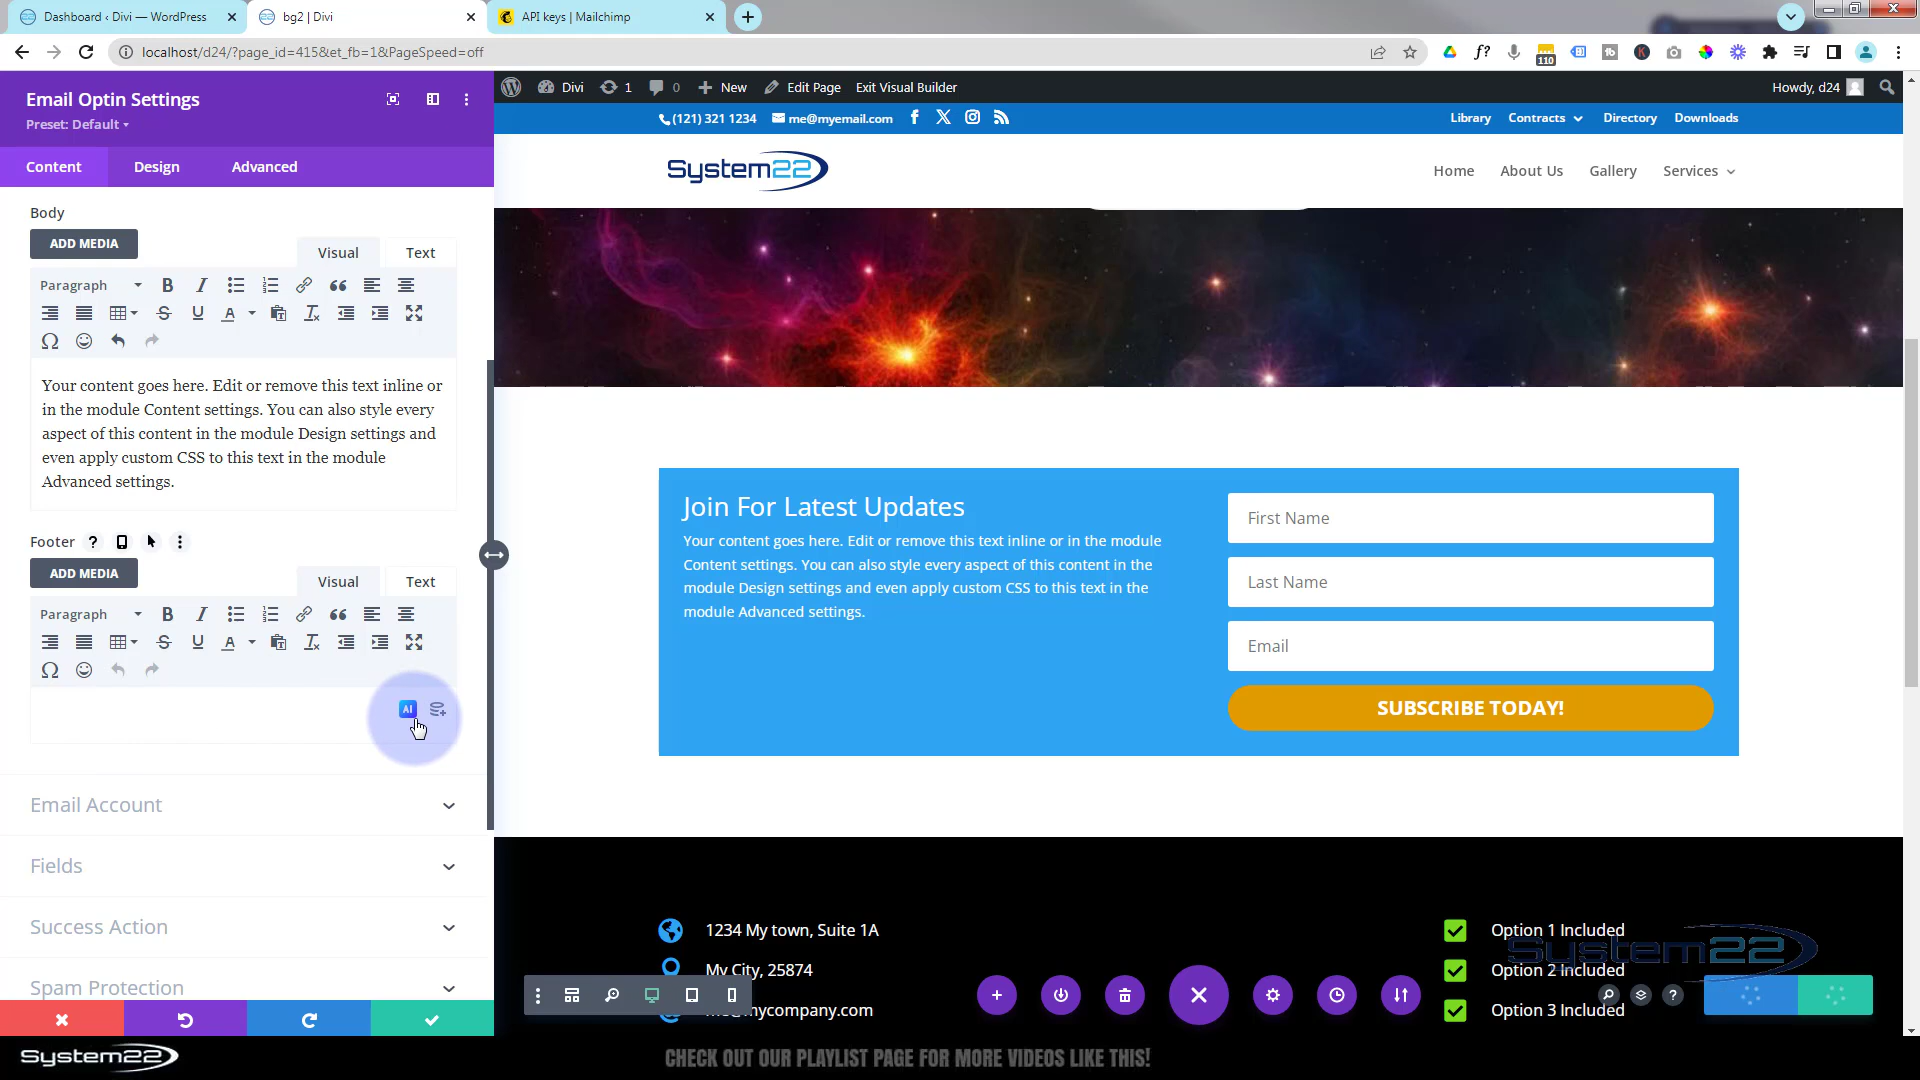 Dashboard ‹ Divi — WordPress
bg2 | Divi
API keys | Mailchimp
localhost/d24/?page_id=415&et_fb=1&PageSpeed=off
f?
110
Email Optin Settings
Preset: Default
Content
Design
Advanced
Body
ADD MEDIA
Visual
Text
Paragraph
Your content goes here. Edit or remove this text inline or
in the module Content settings. You can also style every
aspect of this content in the module Design settings and
even apply custom CSS to this text in the module
Advanced settings.
Footer
ADD MEDIA
Visual
Text
Paragraph
AI
Email Account
Fields
Success Action
Spam Protection
Divi
1
0
New
Edit Page
Exit Visual Builder
Howdy, d24
(121) 321 1234
me@myemail.com
Library
Contracts
Directory
Downloads
System22
Home
About Us
Gallery
Services
Join For Latest Updates
Your content goes here. Edit or remove this text inline or in the module
Content settings. You can also style every aspect of this content in the
module Design settings and even apply custom CSS to this text in the
module Advanced settings.
First Name
Last Name
Email
SUBSCRIBE TODAY!
1234 My town, Suite 1A
My City, 25874
me@mycompany.com
Option 1 Included
Option 2 Included
Option 3 Included
System22
System22
CHECK OUT OUR PLAYLIST PAGE FOR MORE VIDEOS LIKE THIS!